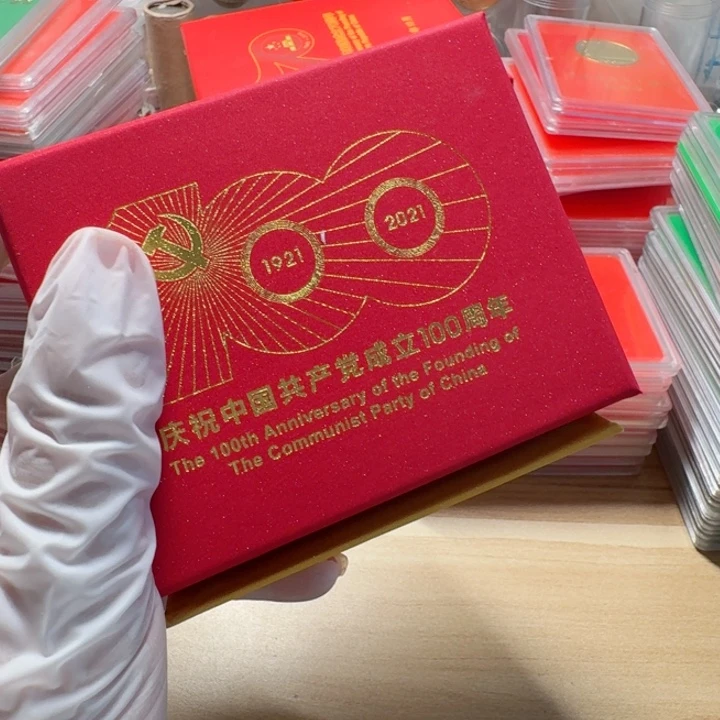 1921
2021
庆祝中国共产党成立100周年
The 100th Anniversary of the Founding of
The Communist Party of China